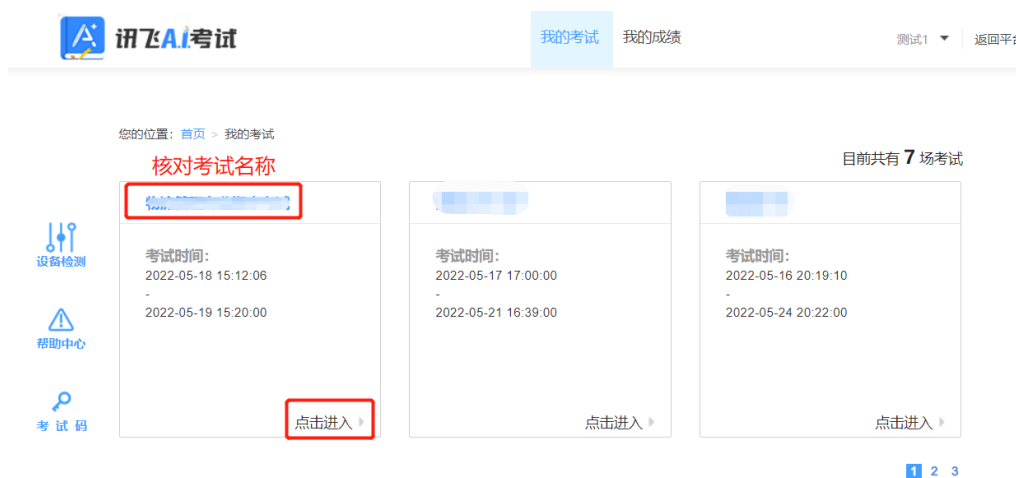 讯飞A.I.考试
我的考试 我的成绩
测试1 返回平台
您的位置：首页 > 我的考试
核对考试名称
目前共有 7 场考试
考试时间：
2022-05-18 15:12:06
-
2022-05-19 15:20:00
点击进入
考试时间：
2022-05-17 17:00:00
-
2022-05-21 16:39:00
点击进入
考试时间：
2022-05-16 20:19:10
-
2022-05-24 20:22:00
点击进入
设备检测
帮助中心
考 试 码
1 2 3